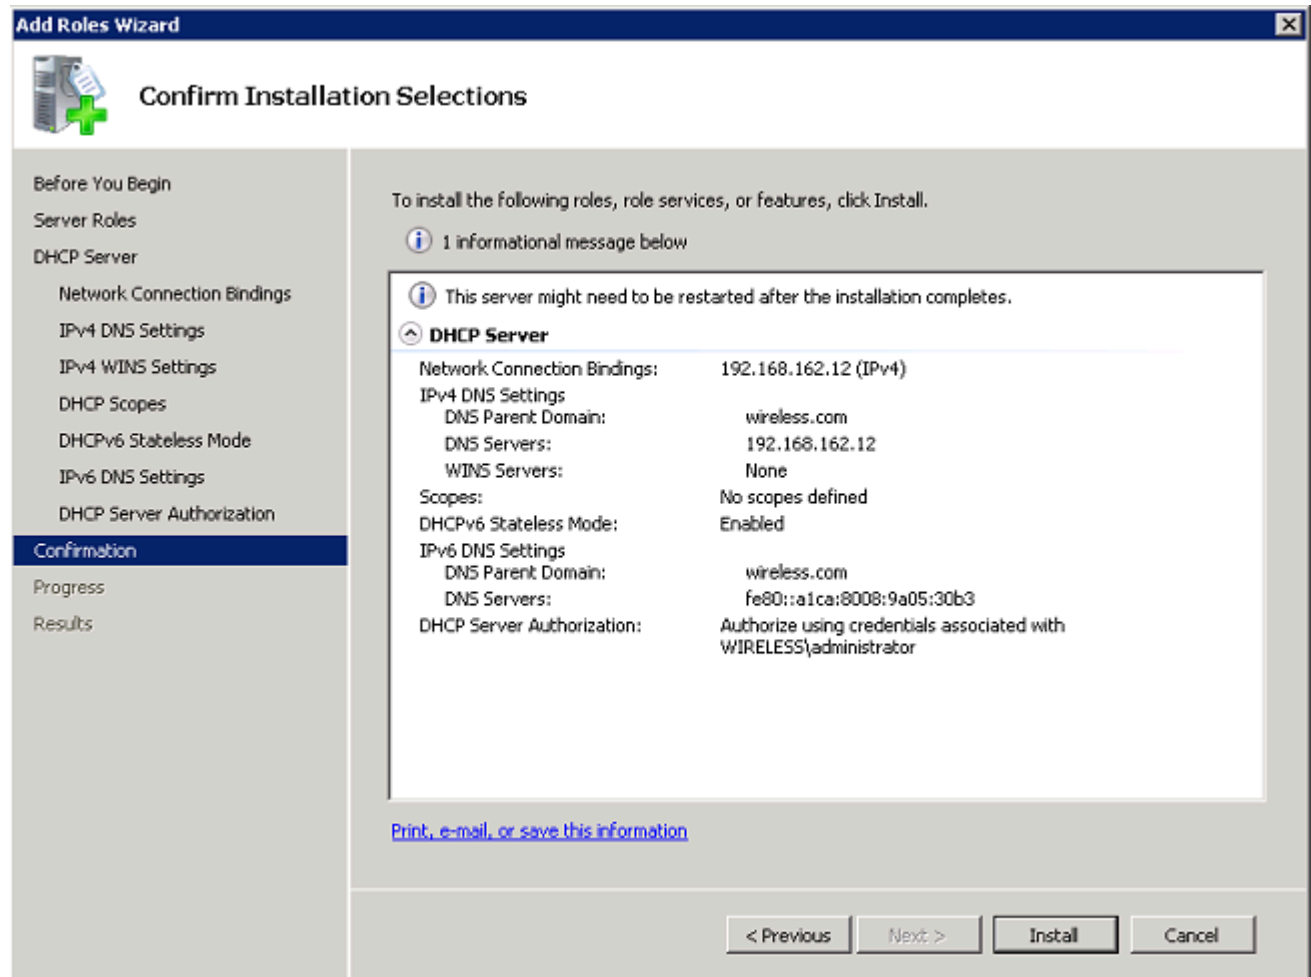 Add Roles Wizard
Confirm Installation Selections
Before You Begin
Server Roles
DHCP Server
Network Connection Bindings
IPv4 DNS Settings
IPv4 WINS Settings
DHCP Scopes
DHCPv6 Stateless Mode
IPv6 DNS Settings
DHCP Server Authorization
Confirmation
Progress
Results
To install the following roles, role services, or features, click Install.
1 informational message below
This server might need to be restarted after the installation completes.
DHCP Server
Network Connection Bindings: 192.168.162.12 (IPv4)
IPv4 DNS Settings
DNS Parent Domain: wireless.com
DNS Servers: 192.168.162.12
WINS Servers: None
Scopes: No scopes defined
DHCPv6 Stateless Mode: Enabled
IPv6 DNS Settings
DNS Parent Domain: wireless.com
DNS Servers: fe80::a1ca:8008:9a05:30b3
DHCP Server Authorization: Authorize using credentials associated with
WIRELESS\administrator
Print, e-mail, or save this information
< Previous Next > Install Cancel